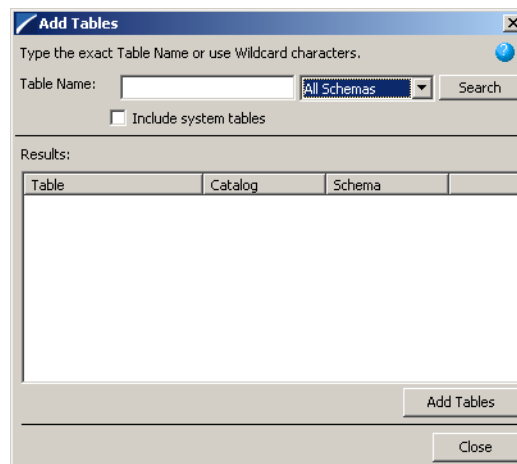 Add Tables
Type the exact Table Name or use Wildcard characters.
Table Name: All Schemas Search
Include system tables
Results:
Table Catalog Schema
Add Tables
Close